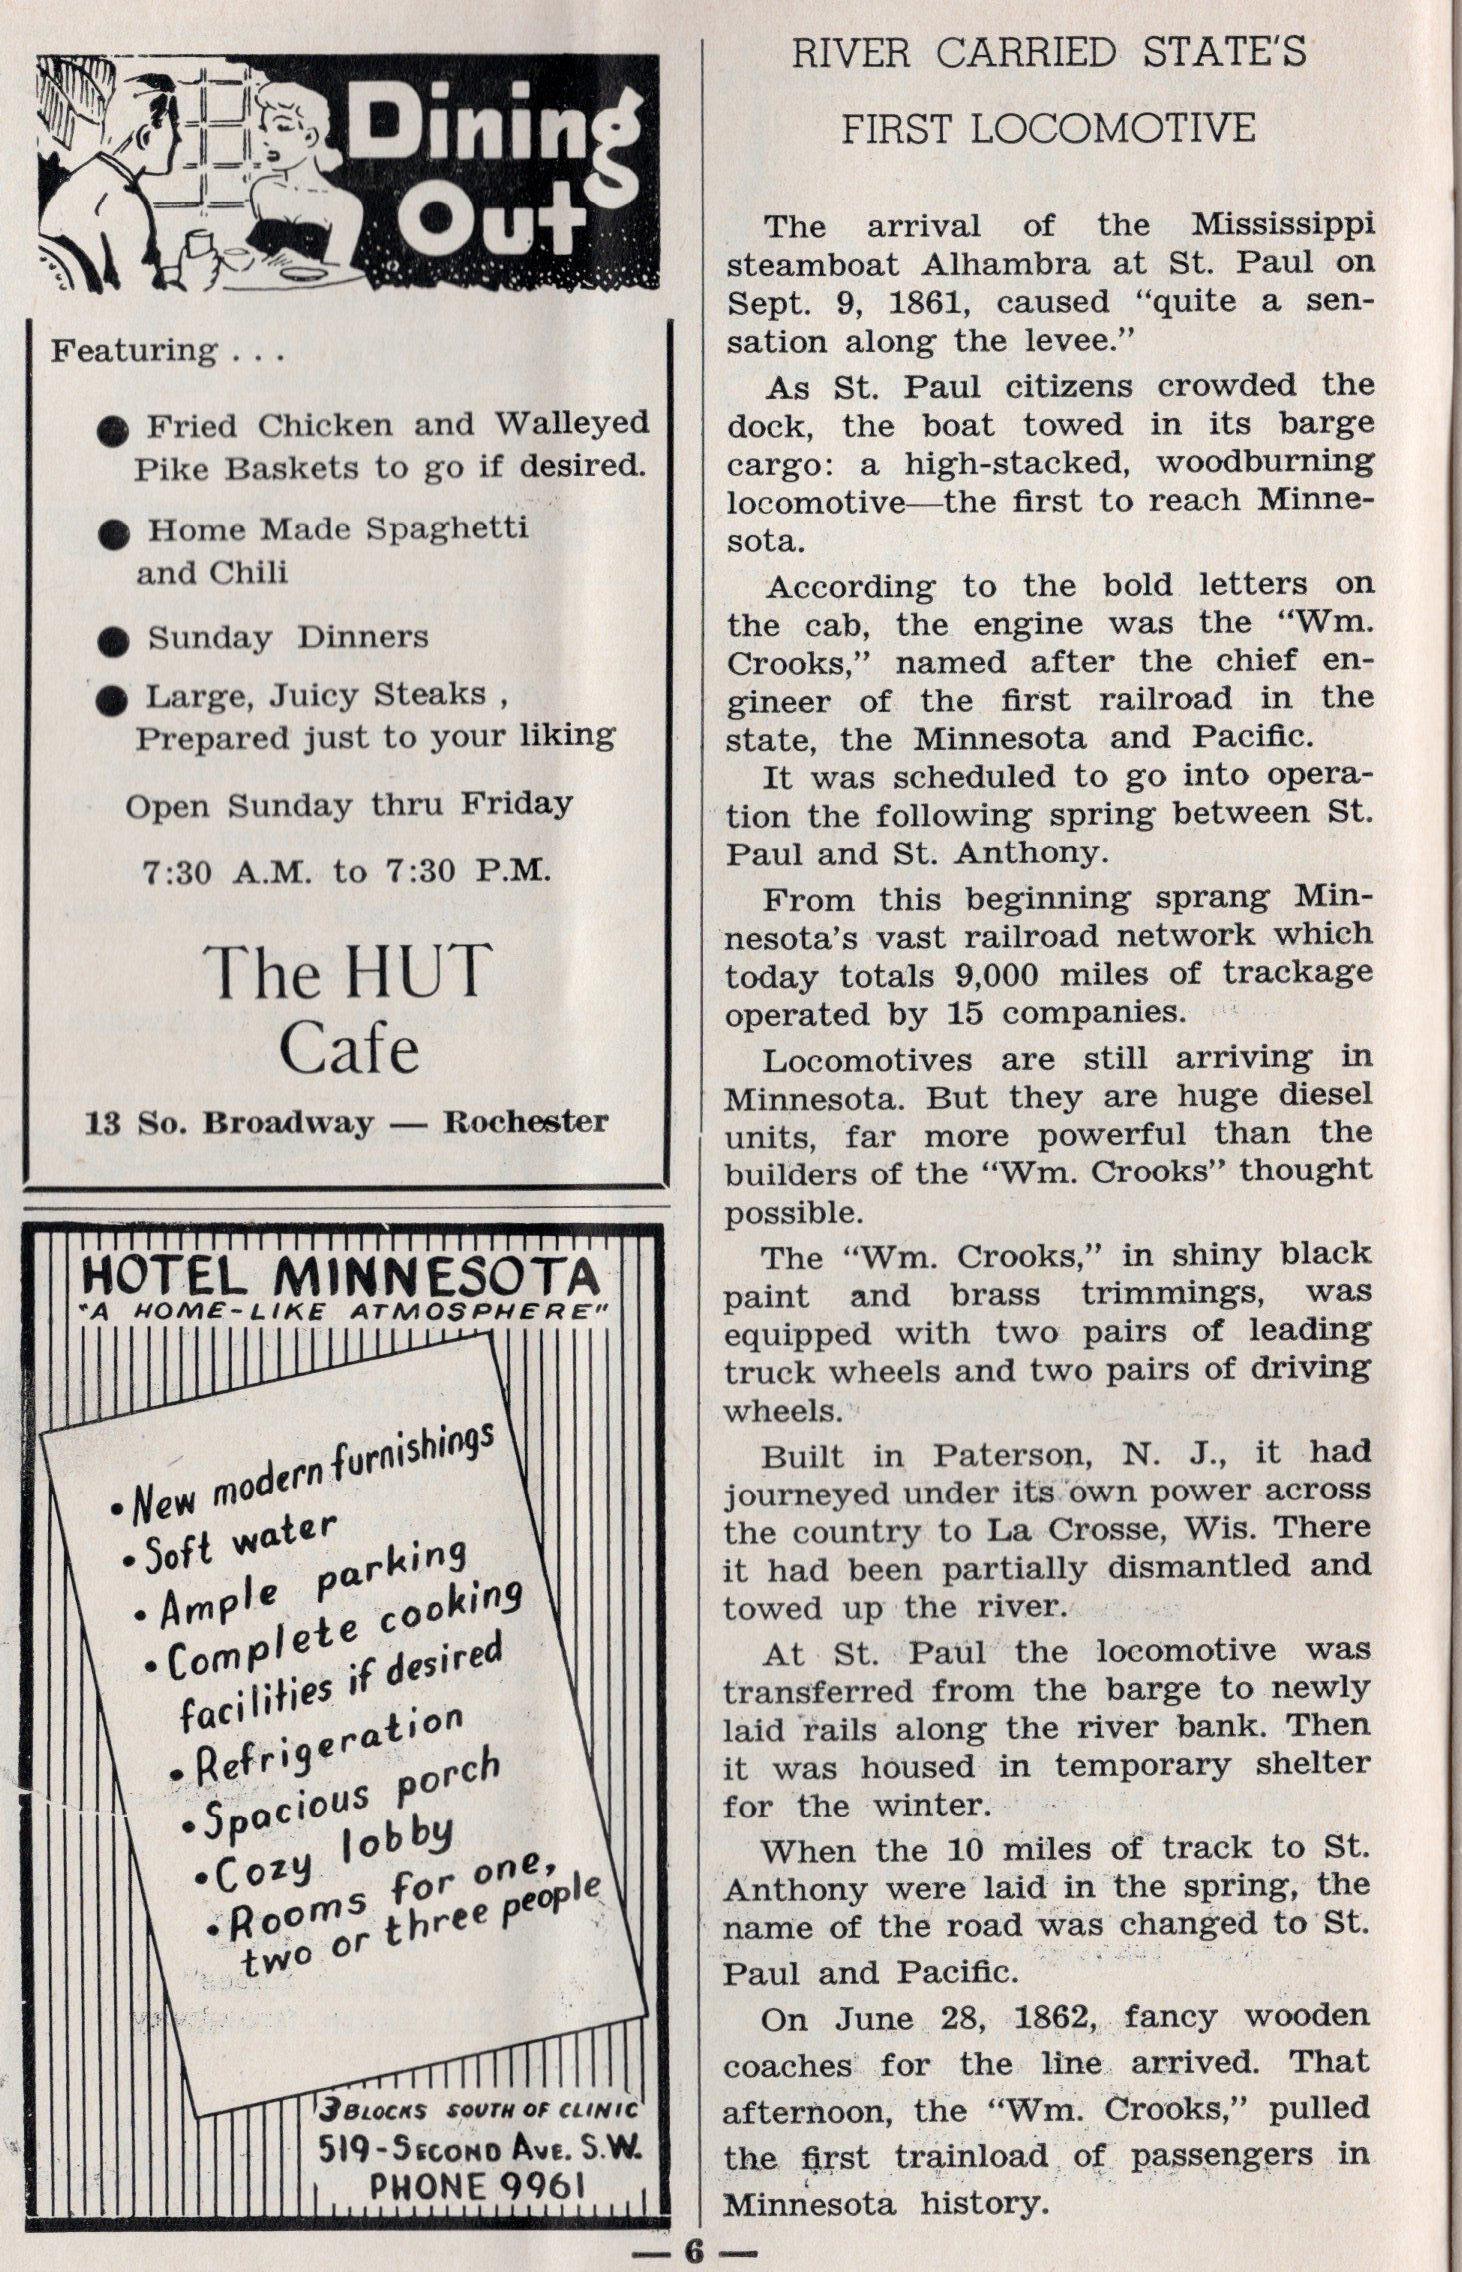 Dining
Out
Featuring . . .
● Fried Chicken and Walleyed
Pike Baskets to go if desired.
● Home Made Spaghetti
and Chili
● Sunday Dinners
● Large, Juicy Steaks ,
Prepared just to your liking
Open Sunday thru Friday
7:30 A.M. to 7:30 P.M.
The HUT
Cafe
13 So. Broadway — Rochester
HOTEL MINNESOTA
"A HOME-LIKE ATMOSPHERE"
• New modern furnishings
• Soft water
• Ample parking
• Complete cooking
facilities if desired
• Refrigeration
• Spacious porch
• Cozy lobby
• Rooms for one,
two or three people
3 BLOCKS SOUTH OF CLINIC
519-SECOND AVE. S.W.
PHONE 9961
RIVER CARRIED STATE'S
FIRST LOCOMOTIVE
The arrival of the Mississippi
steamboat Alhambra at St. Paul on
Sept. 9, 1861, caused “quite a sen-
sation along the levee.”
As St. Paul citizens crowded the
dock, the boat towed in its barge
cargo: a high-stacked, woodburning
locomotive—the first to reach Minne-
sota.
According to the bold letters on
the cab, the engine was the “Wm.
Crooks,” named after the chief en-
gineer of the first railroad in the
state, the Minnesota and Pacific.
It was scheduled to go into opera-
tion the following spring between St.
Paul and St. Anthony.
From this beginning sprang Min-
nesota’s vast railroad network which
today totals 9,000 miles of trackage
operated by 15 companies.
Locomotives are still arriving in
Minnesota. But they are huge diesel
units, far more powerful than the
builders of the “Wm. Crooks” thought
possible.
The “Wm. Crooks,” in shiny black
paint and brass trimmings, was
equipped with two pairs of leading
truck wheels and two pairs of driving
wheels.
Built in Paterson, N. J., it had
journeyed under its own power across
the country to La Crosse, Wis. There
it had been partially dismantled and
towed up the river.
At St. Paul the locomotive was
transferred from the barge to newly
laid rails along the river bank. Then
it was housed in temporary shelter
for the winter.
When the 10 miles of track to St.
Anthony were laid in the spring, the
name of the road was changed to St.
Paul and Pacific.
On June 28, 1862, fancy wooden
coaches for the line arrived. That
afternoon, the “Wm. Crooks,” pulled
the first trainload of passengers in
Minnesota history.
— 6 —